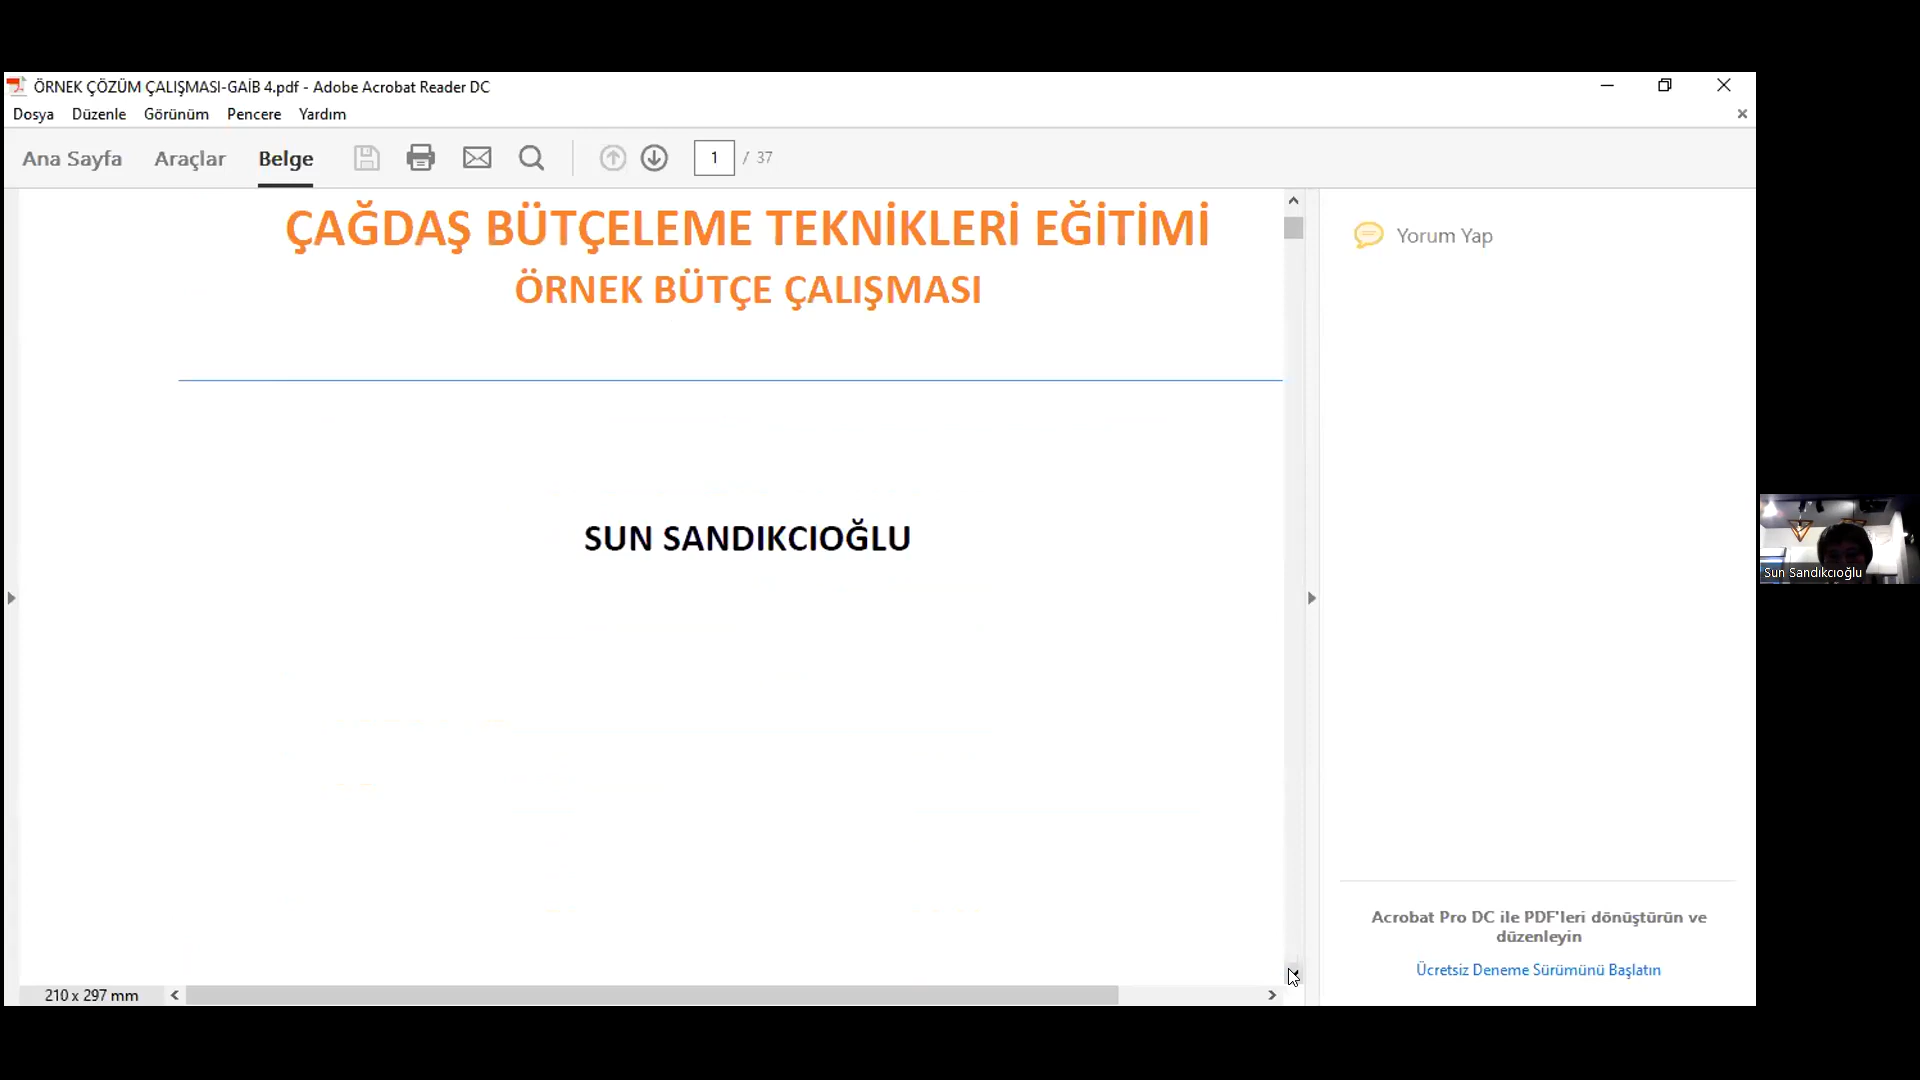 ÖRNEK ÇÖZÜM ÇALIŞMASI-GAİB 4.pdf - Adobe Acrobat Reader DC
Dosya Düzenle Görünüm Pencere Yardım
Ana Sayfa Araçlar Belge 1 / 37
ÇAĞDAŞ BÜTÇELEME TEKNİKLERİ EĞİTİMİ
ÖRNEK BÜTÇE ÇALIŞMASI
SUN SANDIKCIOĞLU
210 x 297 mm
Yorum Yap
Acrobat Pro DC ile PDF'leri dönüştürün ve
düzenleyin
Ücretsiz Deneme Sürümünü Başlatın
Sun Sandıkcıoğlu